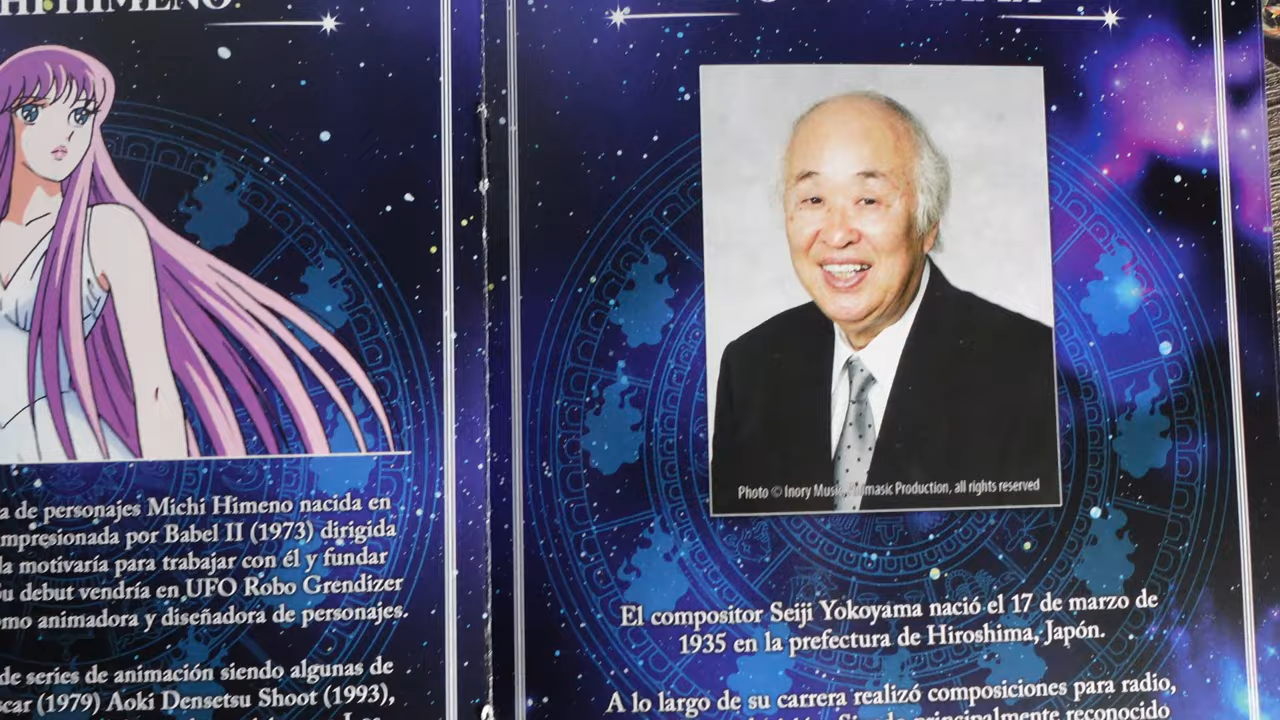 HI HIMENO
a de personajes Michi Himeno nacida en
mpresionada por Babel II (1973) dirigida
la motivaría para trabajar con él y fundar
u debut vendría en UFO Robo Grendizer
mo animadora y diseñadora de personajes.
de series de animación siendo algunas de
scar (1979) Aoki Densetsu Shoot (1993),
Photo © Inory Music Production, all rights reserved
El compositor Seiji Yokoyama nació el 17 de marzo de
1935 en la prefectura de Hiroshima, Japón.
A lo largo de su carrera realizó composiciones para radio,
principalmente reconocido